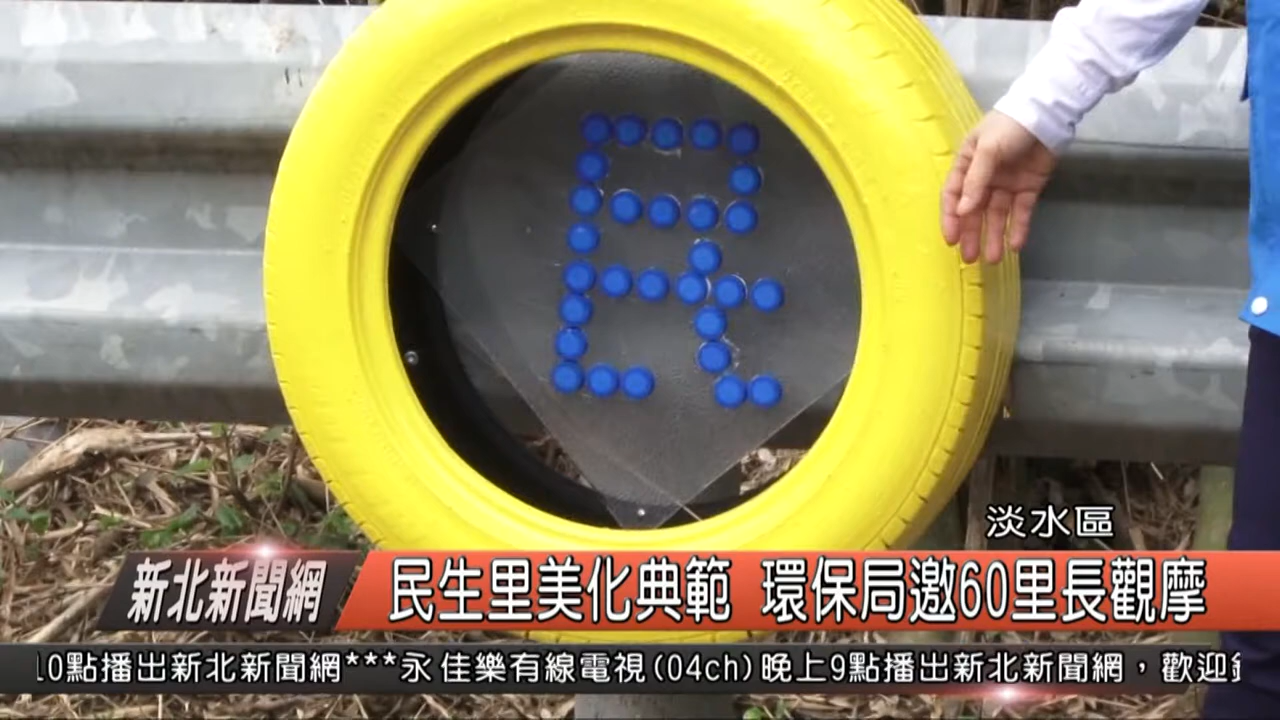 民
淡水區
新北新聞網
民生里美化典範 環保局邀60里長觀摩
10點播出新北新聞網***永佳樂有線電視(04ch)晚上9點播出新北新聞網，歡迎